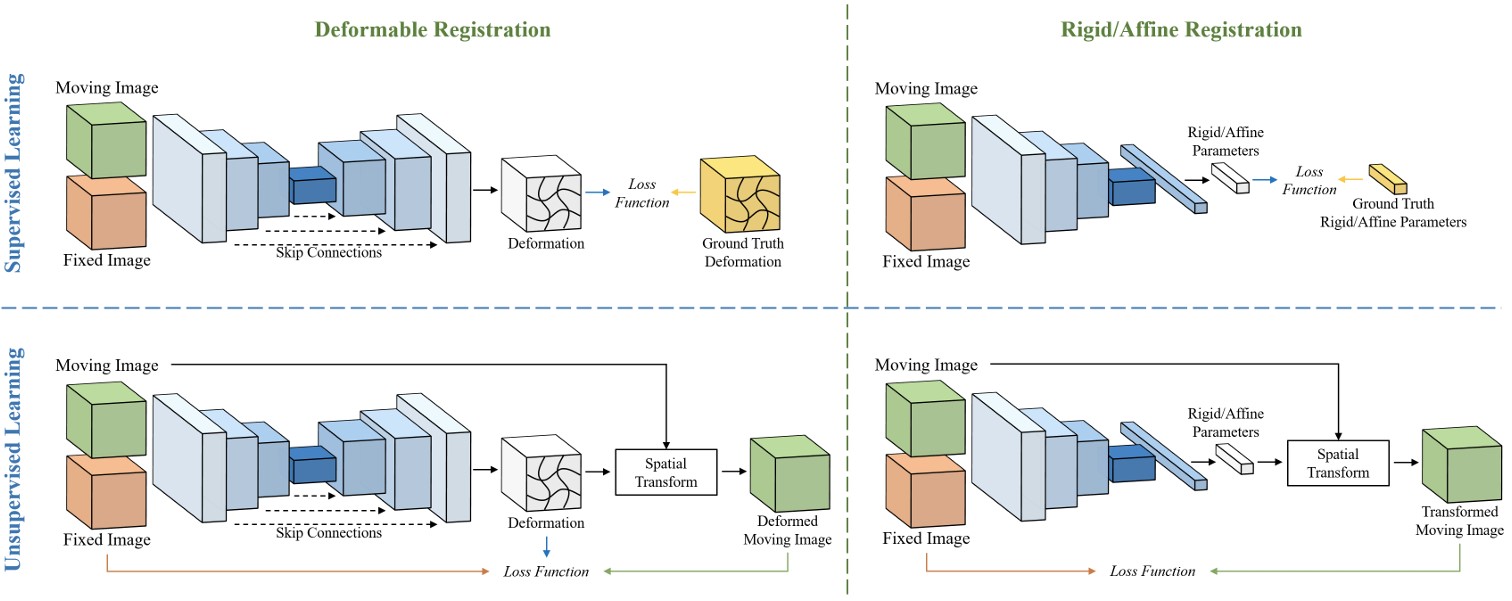 Deformable Registration
Rigid/Affine Registration
Supervised Learning
Moving Image
Fixed Image
Skip Connections
Deformation
Loss
Function
Ground Truth
Deformation
Moving Image
Fixed Image
Rigid/Affine
Parameters
Loss
Function
Ground Truth
Rigid/Affine Parameters
Unsupervised Learning
Moving Image
Fixed Image
Skip Connections
Deformation
Spatial
Transform
Deformed
Moving Image
Loss Function
Moving Image
Fixed Image
Rigid/Affine
Parameters
Spatial
Transform
Transformed
Moving Image
Loss Function